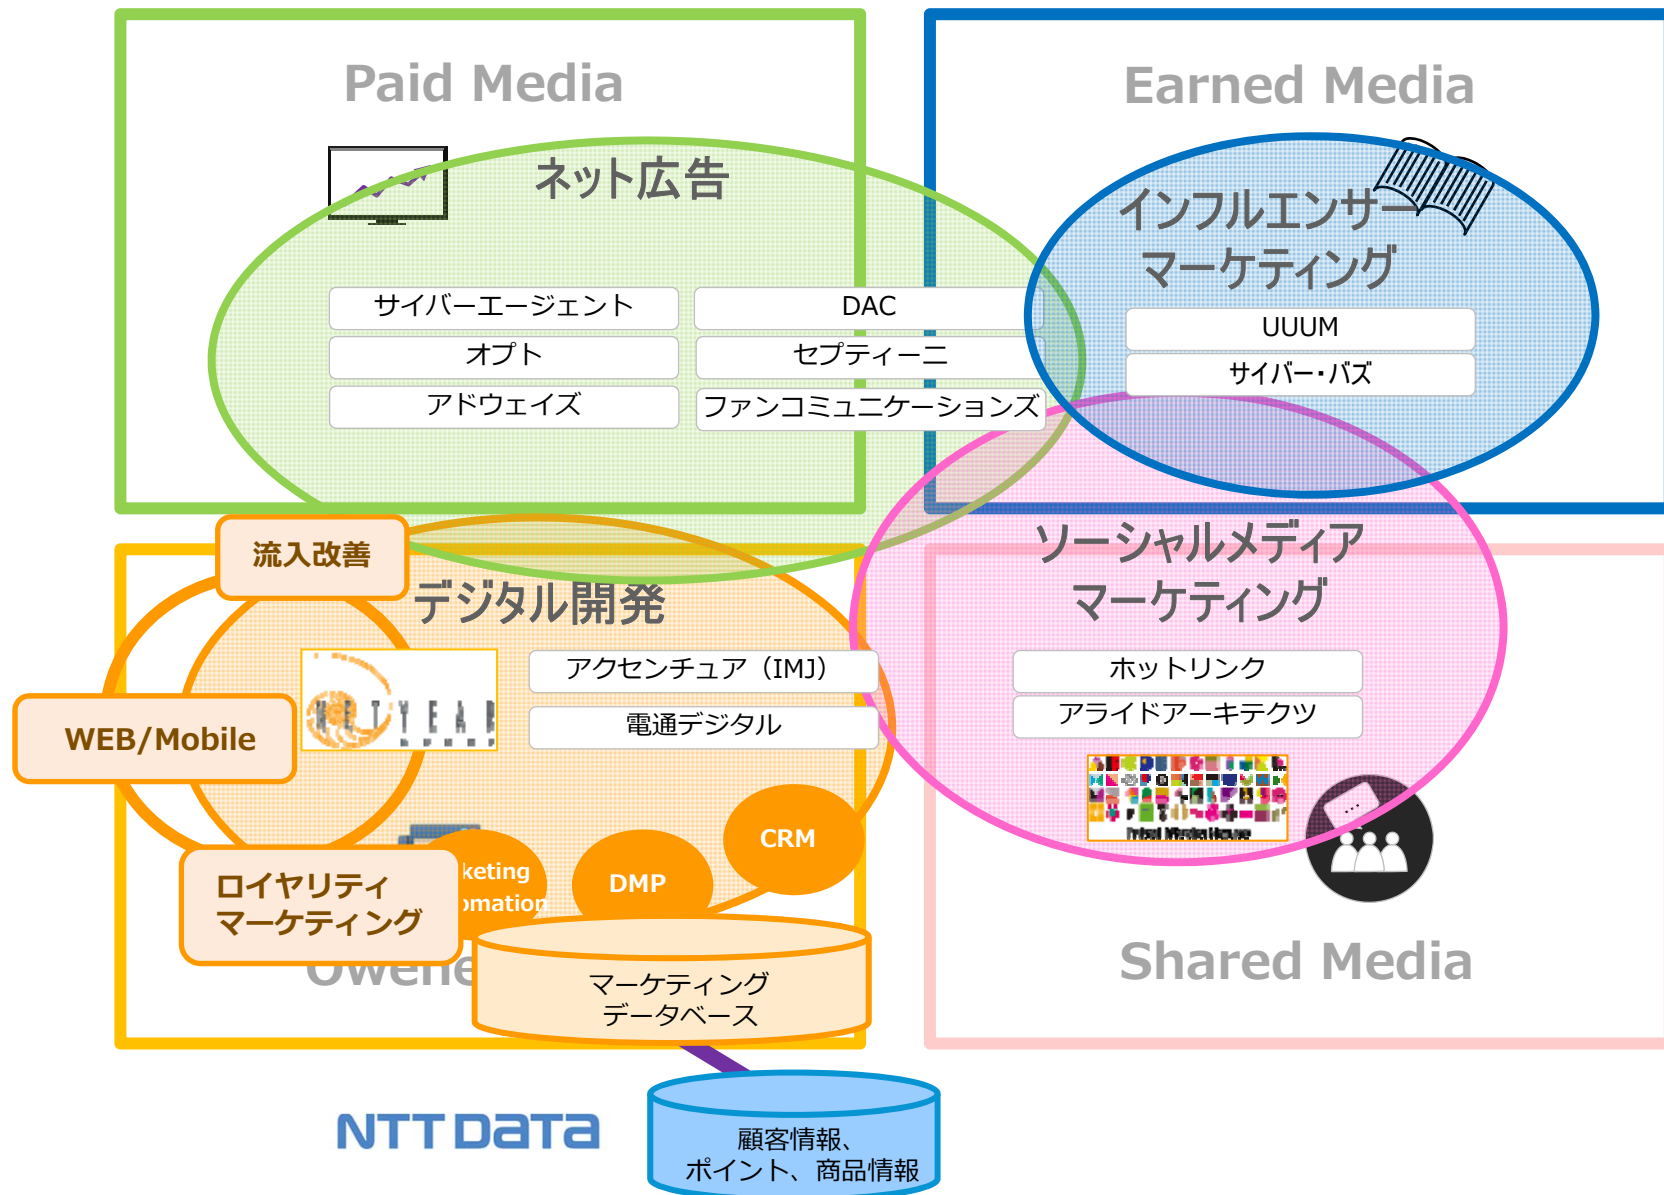 Paid Media
Earned Media
ネット広告
インフルエンサー
マーケティング
サイバーエージェント
DAC
オプト
セプティーニ
アドウェイズ
ファンコミュニケーションズ
UUUM
サイバー・バズ
流入改善
デジタル開発
ソーシャルメディア
マーケティング
アクセンチュア（IMJ）
電通デジタル
NETYEAR
WEB/Mobile
ホットリンク
アライドアーキテクツ
Tribal Media House
CRM
DMP
keting
omation
ロイヤリティ
マーケティング
Owene
Shared Media
マーケティング
データベース
NTT DATA
顧客情報、
ポイント、商品情報